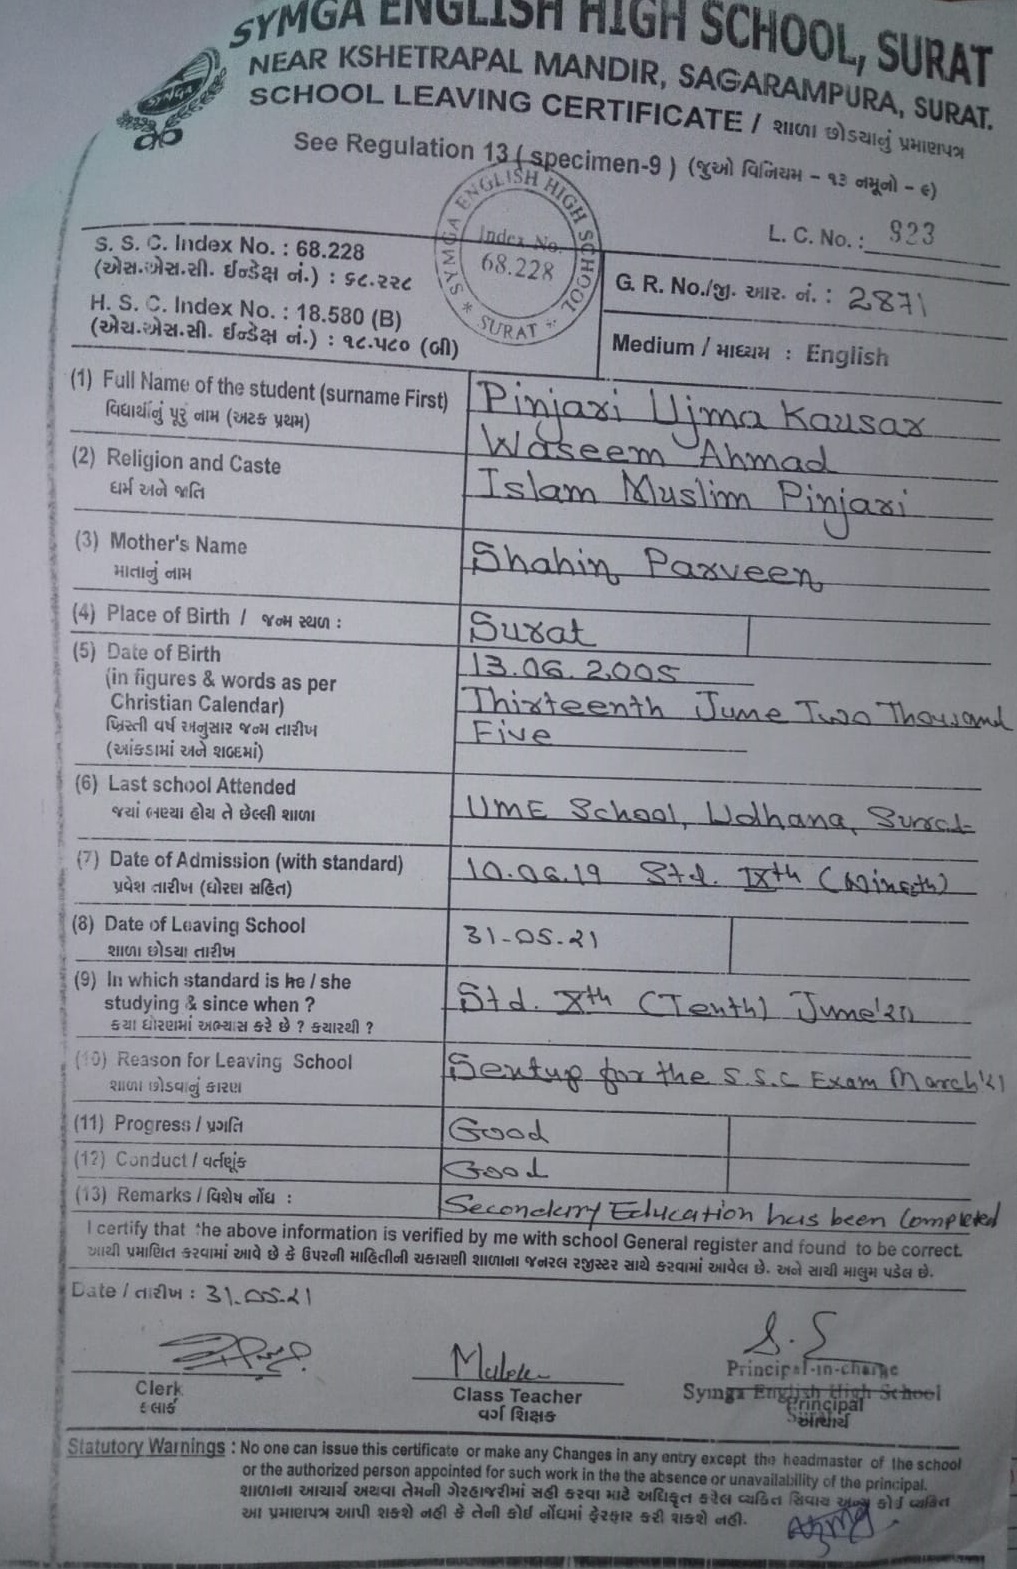 SYMGA ENGLISH HIGH SCHOOL, SURAT
NEAR KSHETRAPAL MANDIR, SAGARAMPURA, SURAT.
SCHOOL LEAVING CERTIFICATE / શાળા છોડયાનું પ્રમાણપત્ર
See Regulation 13 ( specimen-9 ) (જુઓ વિનિયમ - ૧૩ નમૂનો - ૯)
SYMGA
SYMGA ENGLISH HIGH SCHOOL
Index No.
68.228
* SURAT *
L. C. No. : 823
S. S. C. Index No. : 68.228
(એસ.એસ.સી. ઈન્ડેક્ષ નં.) : ૬૮.૨૨૮
H. S. C. Index No. : 18.580 (B)
(એચ.એસ.સી. ઈન્ડેક્ષ નં.) : ૧૮.૫૮૦ (બી)
G. R. No./જી. આર. નં. : 2871
Medium / માધ્યમ : English
(1) Full Name of the student (surname First)
વિદ્યાર્થીનું પૂરું નામ (અટક પ્રથમ)
Pinjari Ujma Kausar
Waseem Ahmad
(2) Religion and Caste
ધર્મ અને જાતિ
Islam Muslim Pinjari
(3) Mother's Name
માતાનું નામ
Shahin Parveen
(4) Place of Birth / જન્મ સ્થળ :
Surat
(5) Date of Birth
(in figures & words as per
Christian Calendar)
ખ્રિસ્તી વર્ષ અનુસાર જન્મ તારીખ
(આંકડામાં અને શબ્દમાં)
13.06.2005
Thirteenth June Two Thousand
Five
(6) Last school Attended
જયાં ભણ્યા હોય તે છેલ્લી શાળા
UME School, Udhana, Surat
(7) Date of Admission (with standard)
પ્રવેશ તારીખ (ધોરણ સહિત)
10.06.19 Std. IXth (Nineth)
(8) Date of Leaving School
શાળા છોડયા તારીખ
31-05-21
(9) In which standard is he / she
studying & since when ?
કયા ધોરણમાં અભ્યાસ કરે છે ? કયારથી ?
Std. Xth (Tenth) June'20
(10) Reason for Leaving School
શાળા છોડવાનું કારણ
Sentup for the S.S.C Exam March'21
(11) Progress / પ્રગતિ
Good
(12) Conduct / વર્તણૂંક
Good
(13) Remarks / વિશેષ નોંધ :
Secondary Education has been Completed
I certify that the above information is verified by me with school General register and found to be correct.
આથી પ્રમાણિત કરવામાં આવે છે કે ઉપરની માહિતીની ચકાસણી શાળાના જનરલ રજીસ્ટર સાથે કરવામાં આવેલ છે. અને સાચી માલુમ પડેલ છે.
Date / તારીખ : 31-05-21
S. S
Clerk
કલાર્ક
Class Teacher
વર્ગ શિક્ષક
Principal-in-charge
Symga English High School
Principal
આચાર્ય
Statutory Warnings : No one can issue this certificate or make any Changes in any entry except the headmaster of the school
or the authorized person appointed for such work in the the absence or unavailability of the principal.
શાળાના આચાર્ય અથવા તેમની ગેરહાજરીમાં સહી કરવા માટે અધિકૃત કરેલ વ્યકિત સિવાય અન્ય કોઈ વ્યકિત
આ પ્રમાણપત્ર આપી શકશે નહી કે તેની કોઈ નોંધમાં ફેરફાર કરી શકશે નહી.